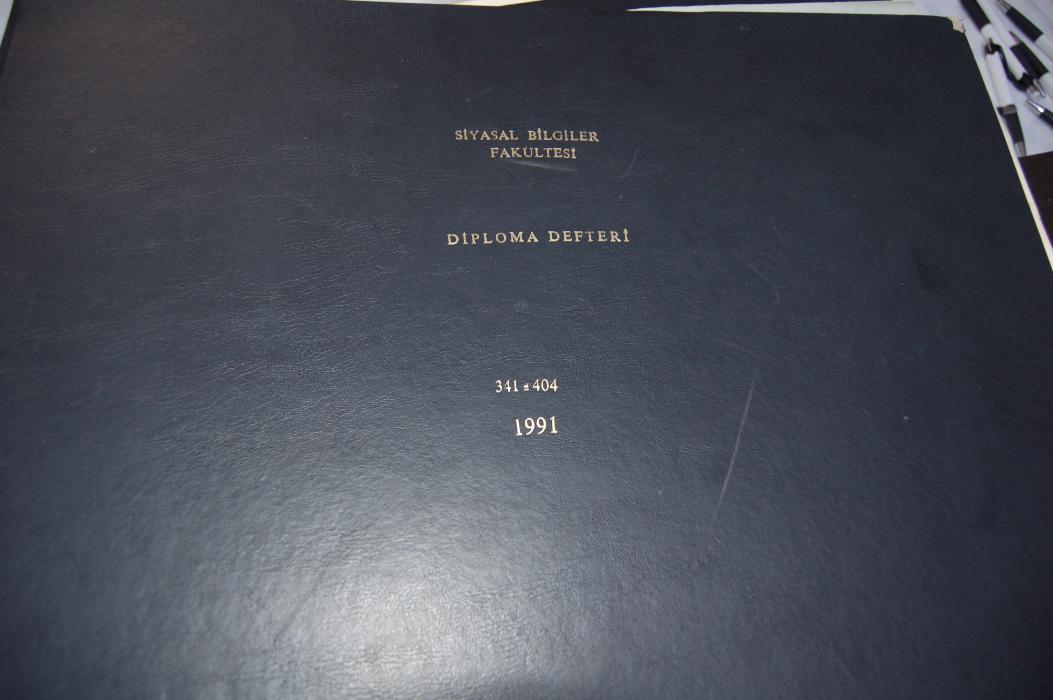 SİYASAL BİLGİLER
FAKÜLTESİ
DİPLOMA DEFTERİ
341 = 404
1991